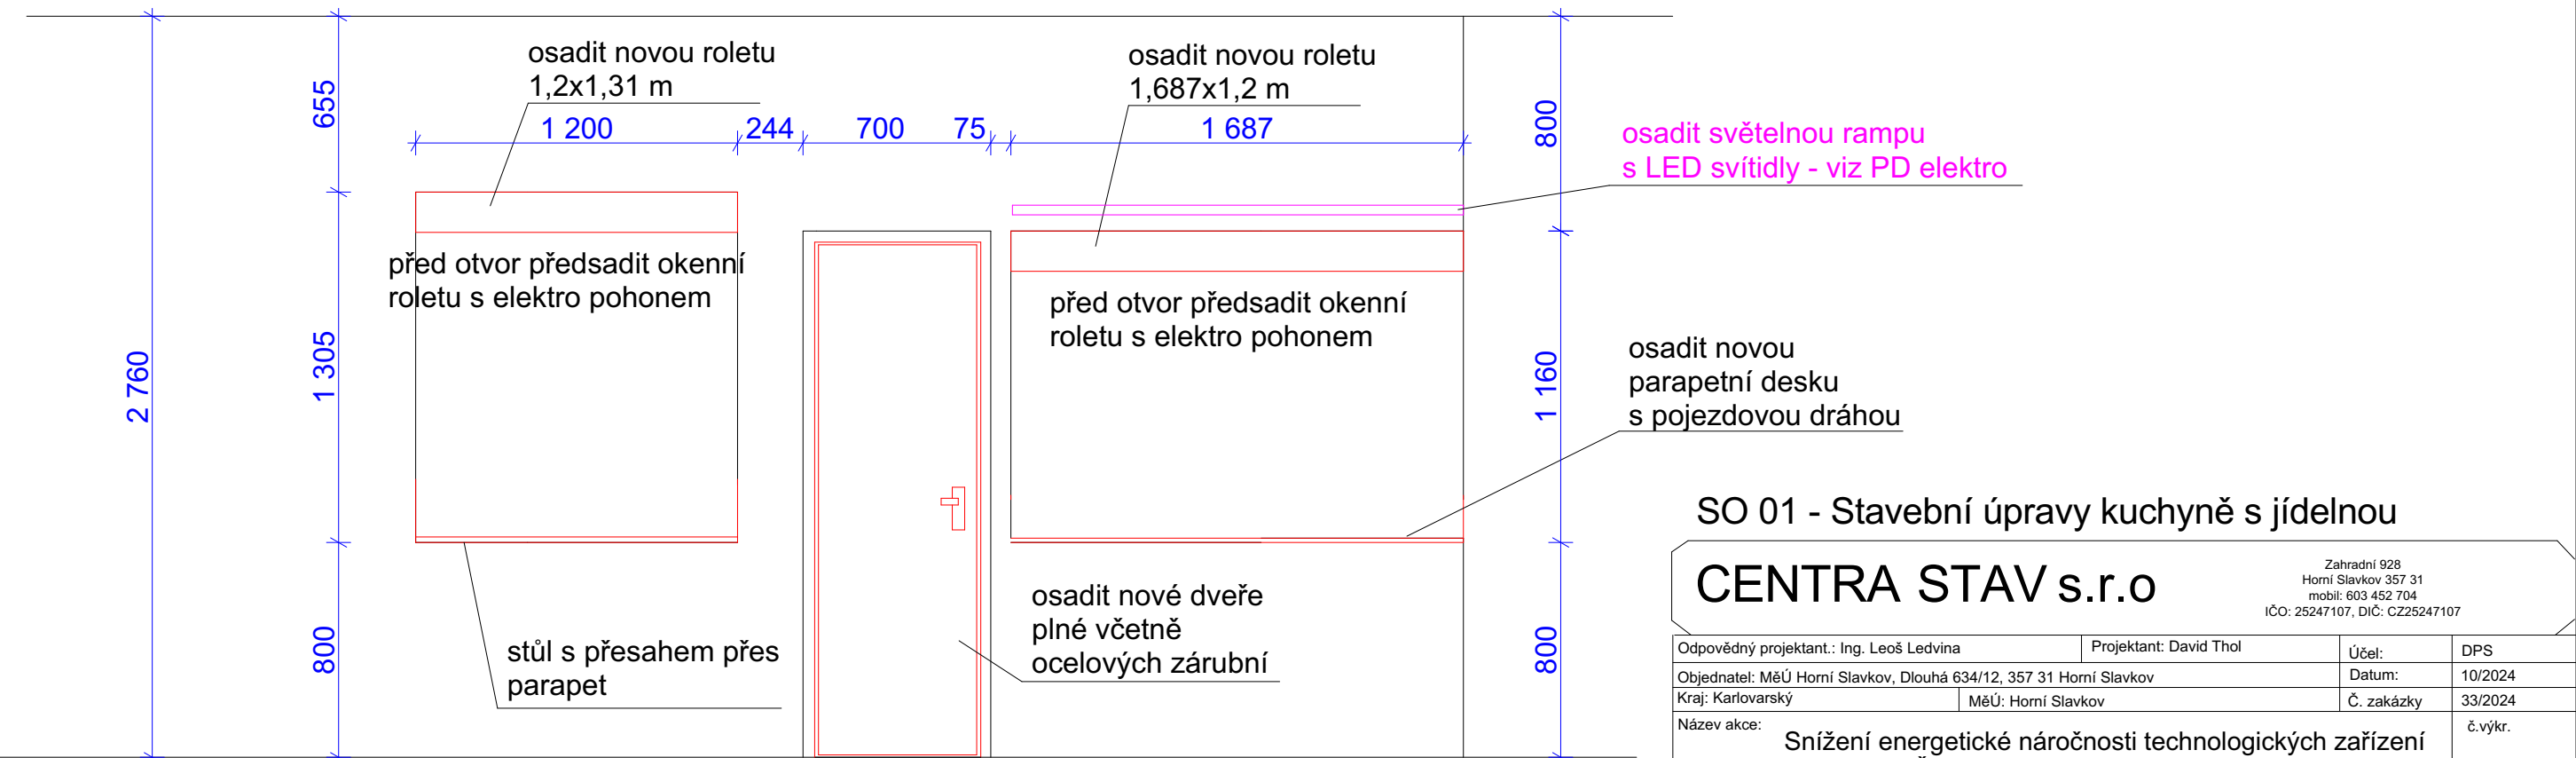 osadit novou roletu
1,2x1,31 m
osadit novou roletu
1,687x1,2 m
1 200
244
700
75
1 687
655
1 305
800
2 760
800
1 160
800
osadit světelnou rampu
s LED svítidly - viz PD elektro
před otvor předsadit okenní
roletu s elektro pohonem
před otvor předsadit okenní
roletu s elektro pohonem
osadit novou
parapetní desku
s pojezdovou dráhou
stůl s přesahem přes
parapet
osadit nové dveře
plné včetně
ocelových zárubní
SO 01 - Stavební úpravy kuchyně s jídelnou
CENTRA STAV s.r.o
Zahradní 928
Horní Slavkov 357 31
mobil: 603 452 704
IČO: 25247107, DIČ: CZ25247107
Odpovědný projektant.: Ing. Leoš Ledvina
Projektant: David Thol
Účel:
DPS
Objednatel: MěÚ Horní Slavkov, Dlouhá 634/12, 357 31 Horní Slavkov
Datum:
10/2024
Kraj: Karlovarský
MěÚ: Horní Slavkov
Č. zakázky
33/2024
Název akce:
Snížení energetické náročnosti technologických zařízení
č.výkr.